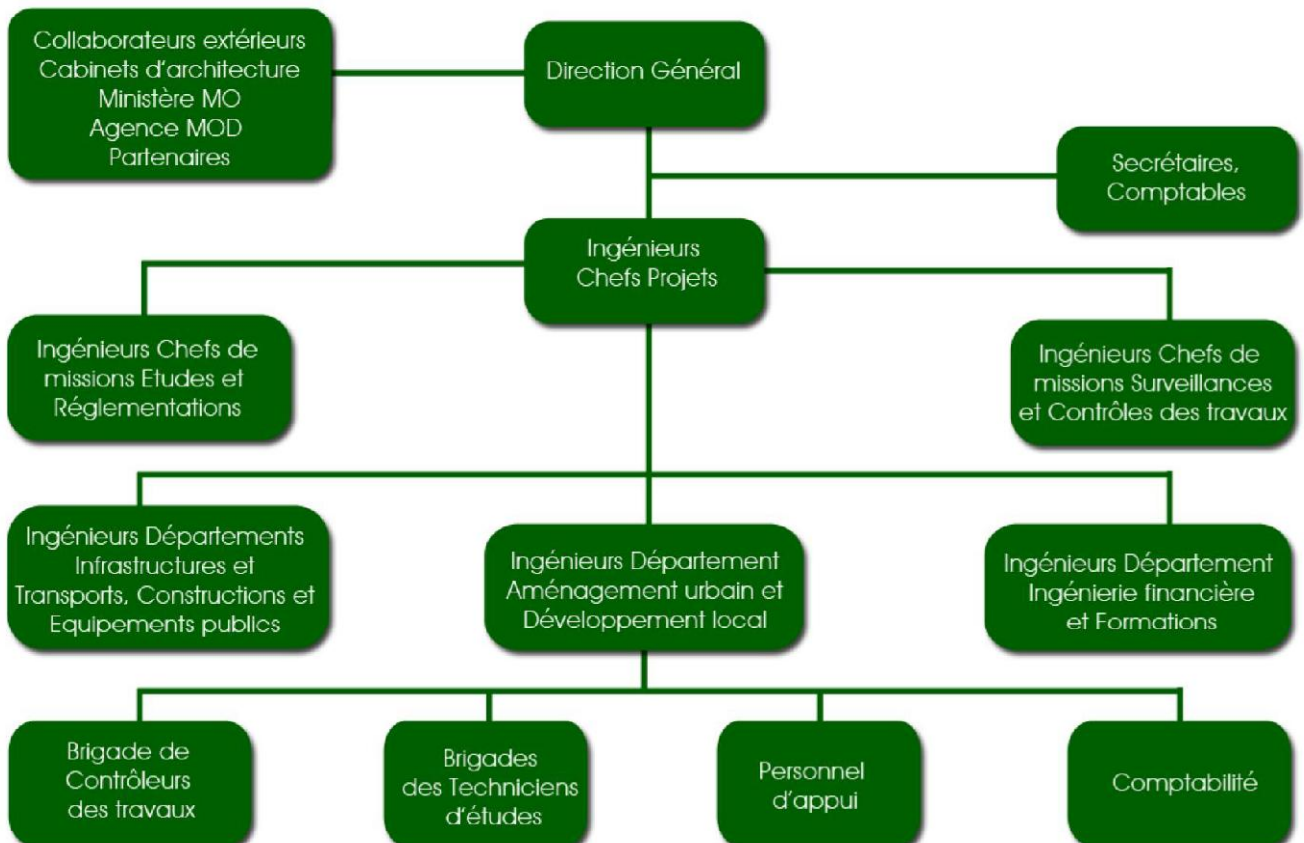 Collaborateurs extérieurs
Cabinets d'architecture
Ministère MO
Agence MOD
Partenaires
Direction Général
Secrétaires,
Comptables
Ingénieurs
Chefs Projets
Ingénieurs Chefs de
missions Etudes et
Réglementations
Ingénieurs Chefs de
missions Surveillances
et Contrôles des travaux
Ingénieurs Départements
Infrastructures et
Transports, Constructions et
Equipements publics
Ingénieurs Département
Aménagement urbain et
Développement local
Ingénieurs Département
Ingénierie financière
et Formations
Brigade de
Contrôleurs
des travaux
Brigades
des Techniciens
d'études
Personnel
d'appui
Comptabilité